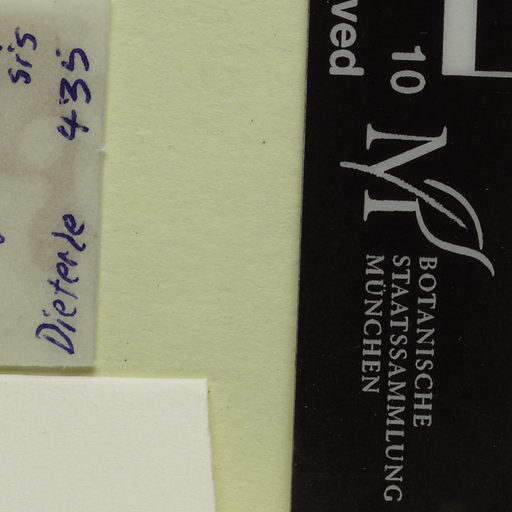 sis
Dieterle 435
ved
10
M
BOTANISCHE
STAATSSAMMLUNG
MÜNCHEN